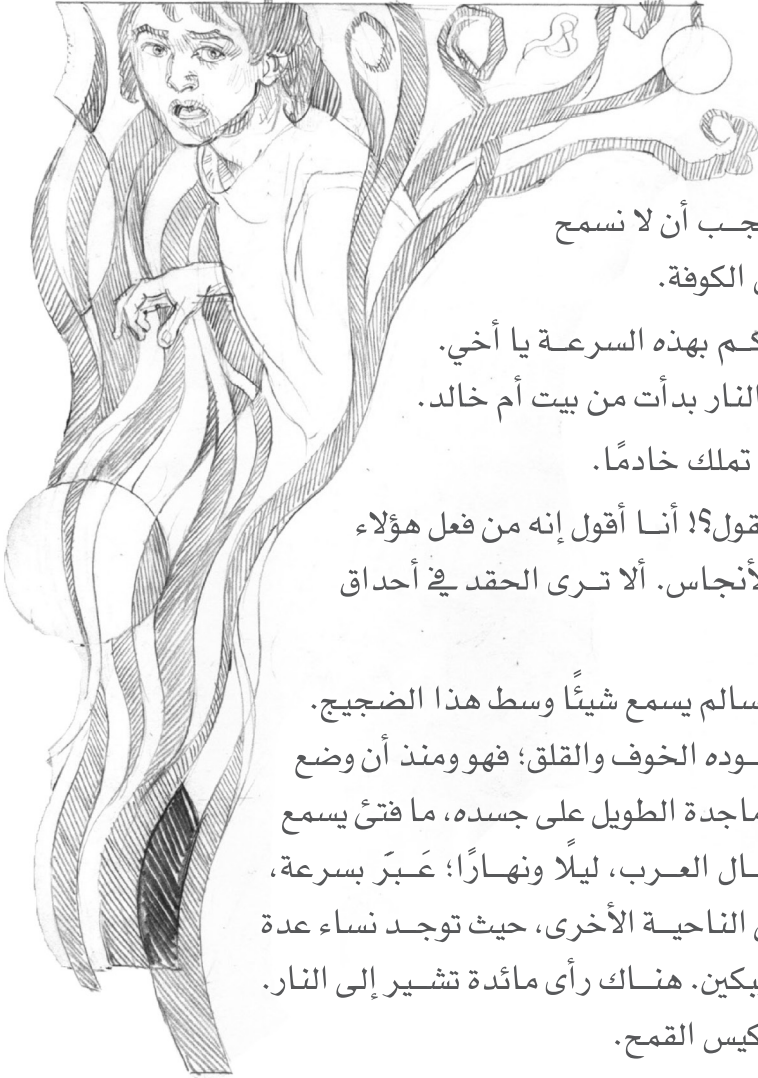 جب أن لا نسمح
الكوفة.
كم بهذه السرعة يا أخي.
النار بدأت من بيت أم خالد.
تملك خادمًا.
قول؟! أنا أقول إنه من فعل هؤلاء
لأنجاس. ألا ترى الحقد في أحداق
سالم يسمع شيئًا وسط هذا الضجيج.
وده الخوف والقلق؛ فهو ومنذ أن وضع
ماجدة الطويل على جسده، ما فتئ يسمع
ال العرب، ليلًا ونهارًا؛ عَبّر بسرعة،
الناحية الأخرى، حيث توجد نساء عدة
بكين. هناك رأى مائدة تشير إلى النار.
كيس القمح.